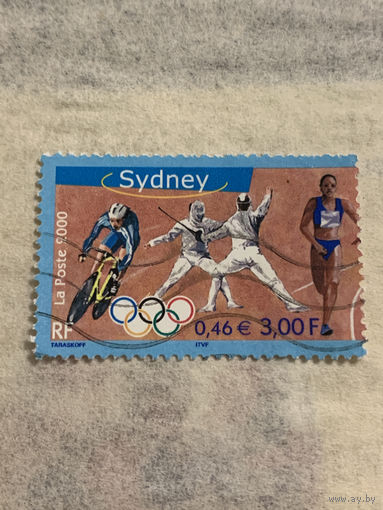 Sydney
La Poste 2000
0,46 € 3,00 F
RF
TARASKOFF ITVF
ay.by